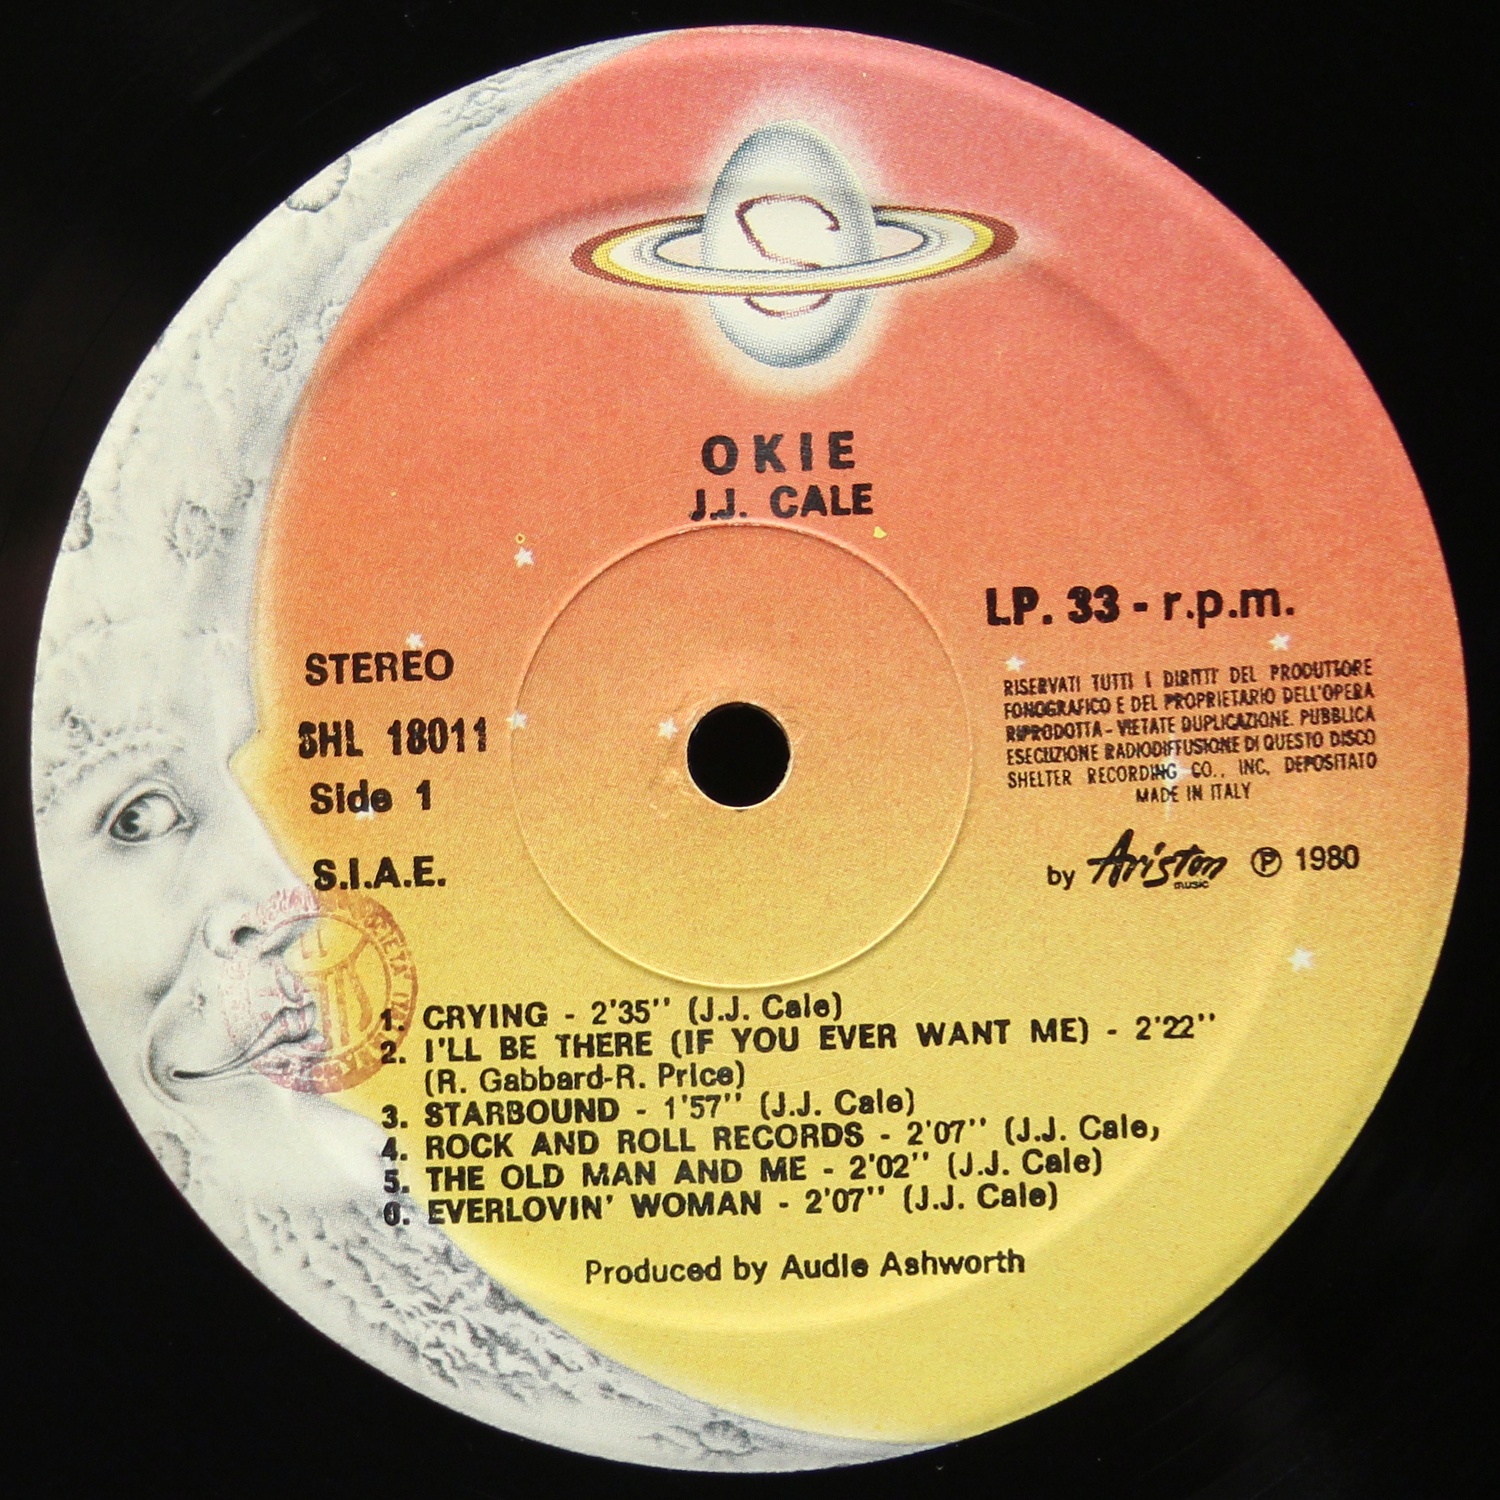 OKIE
J.J. CALE
LP. 33 - r.p.m.
STEREO
SHL 18011
Side 1
S.I.A.E.
RISERVATI TUTTI I DIRITTI DEL PRODUTTORE
FONOGRAFICO E DEL PROPRIETARIO DELL'OPERA
RIPRODOTTA - VIETATE DUPLICAZIONE. PUBBLICA
ESECUZIONE RADIODIFFUSIONE DI QUESTO DISCO
SHELTER RECORDING CO., INC. DEPOSITATO
MADE IN ITALY
by Ariston music Ⓟ 1980
SOCIETA'
1. CRYING - 2'35'' (J.J. Cale)
2. I'LL BE THERE (IF YOU EVER WANT ME) - 2'22''
(R. Gabbard-R. Price)
3. STARBOUND - 1'57'' (J.J. Cale)
4. ROCK AND ROLL RECORDS - 2'07'' (J.J. Cale,
5. THE OLD MAN AND ME - 2'02'' (J.J. Cale)
6. EVERLOVIN' WOMAN - 2'07'' (J.J. Cale)
Produced by Audie Ashworth